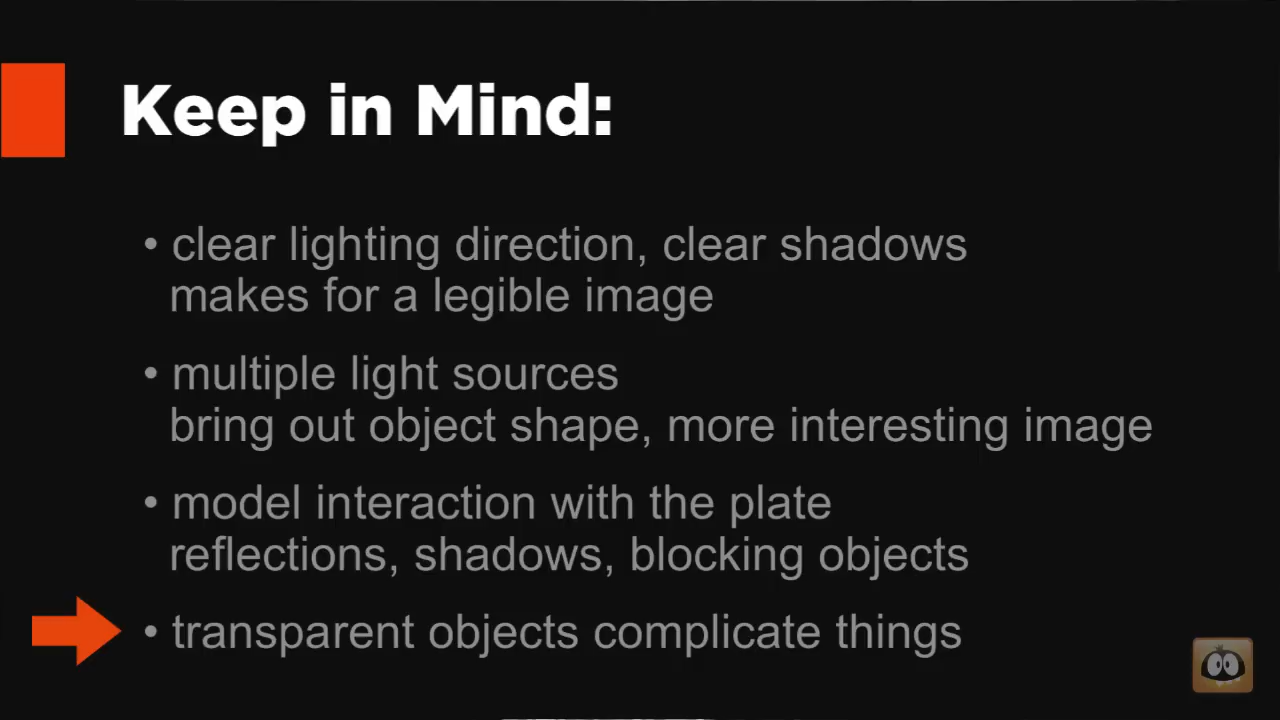 Keep in Mind:
• clear lighting direction, clear shadows
makes for a legible image
• multiple light sources
bring out object shape, more interesting image
• model interaction with the plate
reflections, shadows, blocking objects
• transparent objects complicate things